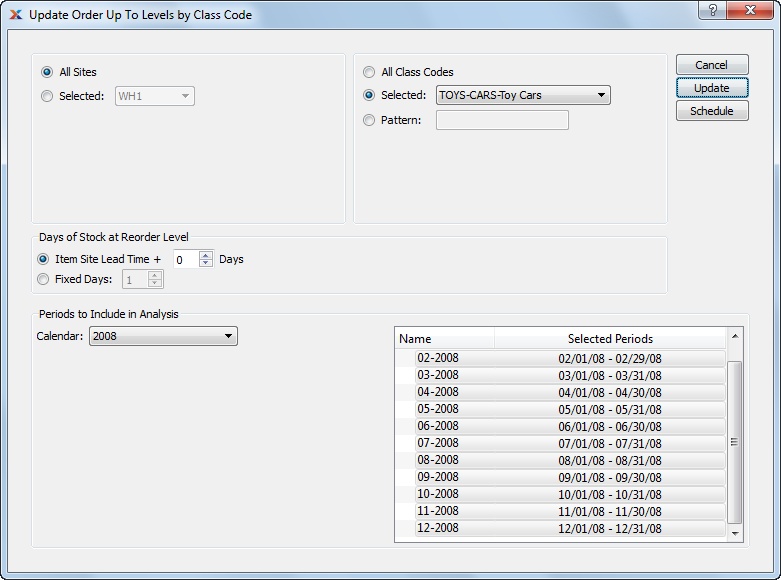 Update Order Up To Levels by Class Code
?
All Sites
Selected: WH1
All Class Codes
Selected: TOYS-CARS-Toy Cars
Pattern:
Cancel
Update
Schedule
Days of Stock at Reorder Level
Item Site Lead Time + 0 Days
Fixed Days: 1
Periods to Include in Analysis
Calendar: 2008
Name Selected Periods
02-2008 02/01/08 - 02/29/08
03-2008 03/01/08 - 03/31/08
04-2008 04/01/08 - 04/30/08
05-2008 05/01/08 - 05/31/08
06-2008 06/01/08 - 06/30/08
07-2008 07/01/08 - 07/31/08
08-2008 08/01/08 - 08/31/08
09-2008 09/01/08 - 09/30/08
10-2008 10/01/08 - 10/31/08
11-2008 11/01/08 - 11/30/08
12-2008 12/01/08 - 12/31/08